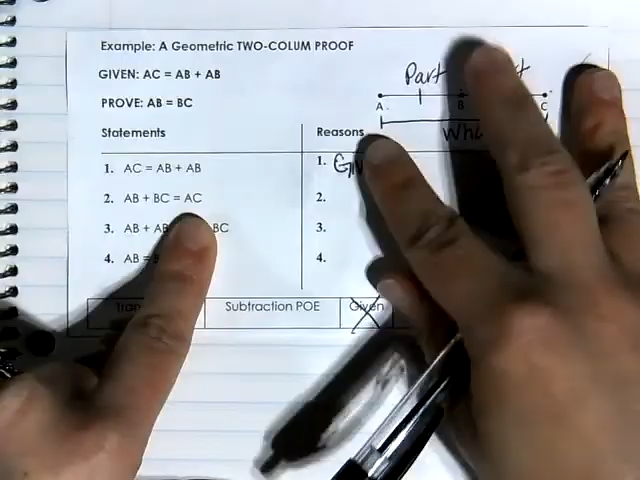 Example: A Geometric TWO-COLUM PROOF
GIVEN: AC = AB + AB
PROVE: AB = BC
Part
A B C
Statements Reasons
1. AC = AB + AB 1.
2. AB + BC = AC 2.
3. AB + AB BC 3.
4. AB = 4.
Subtraction POE Given